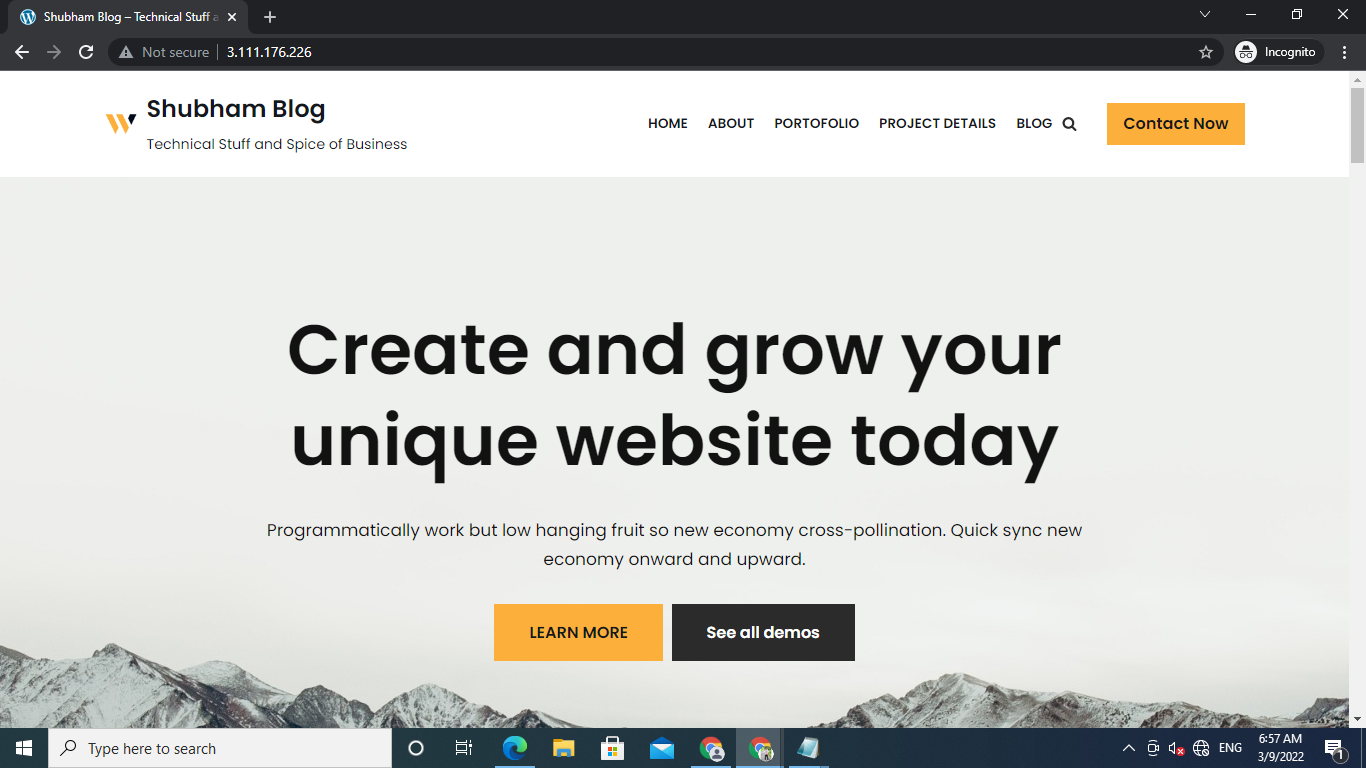 Shubham Blog – Technical Stuff a
Not secure
3.111.176.226
Incognito
Shubham Blog
Technical Stuff and Spice of Business
HOME ABOUT PORTOFOLIO PROJECT DETAILS BLOG
Contact Now
Create and grow your
unique website today
Programmatically work but low hanging fruit so new economy cross-pollination. Quick sync new
economy onward and upward.
LEARN MORE
See all demos
Type here to search
ENG
6:57 AM
3/9/2022
1